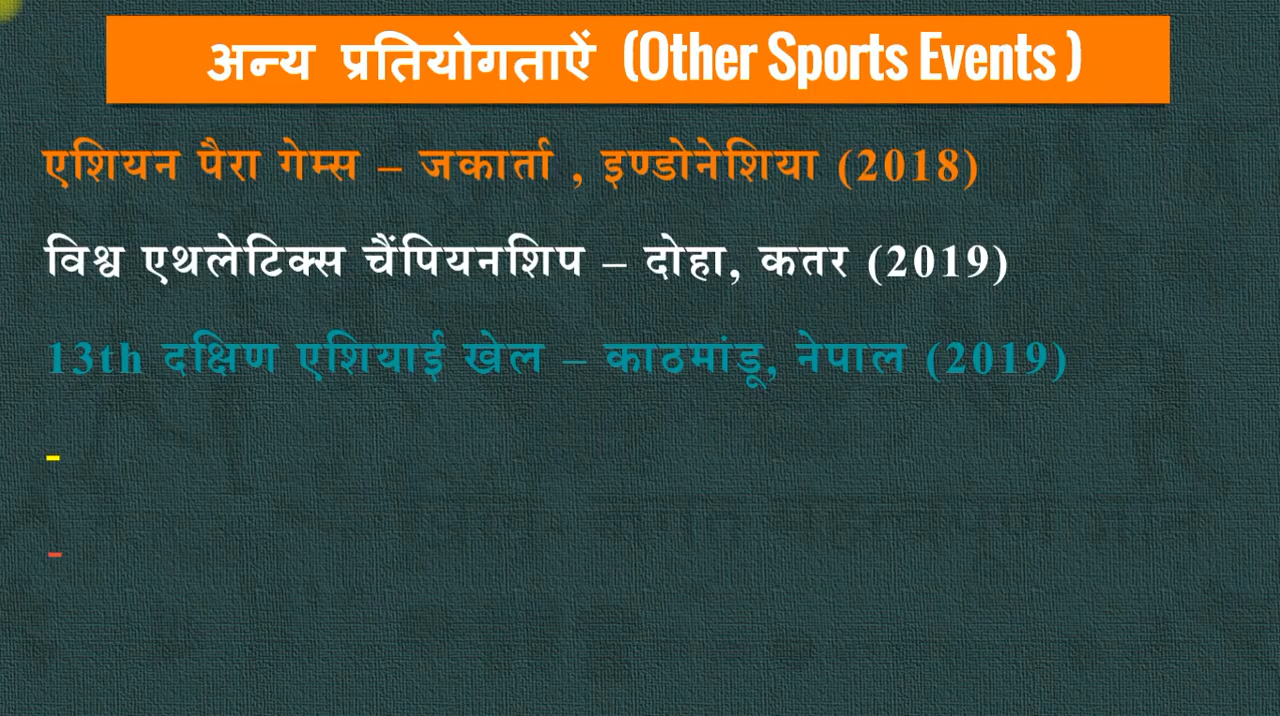 अन्य प्रतियोगताऐं (Other Sports Events )
एशियन पैरा गेम्स – जकार्ता , इण्डोनेशिया (2018)
विश्व एथलेटिक्स चैंपियनशिप – दोहा, कतर (2019)
13th दक्षिण एशियाई खेल – काठमांडू, नेपाल (2019)
-
-